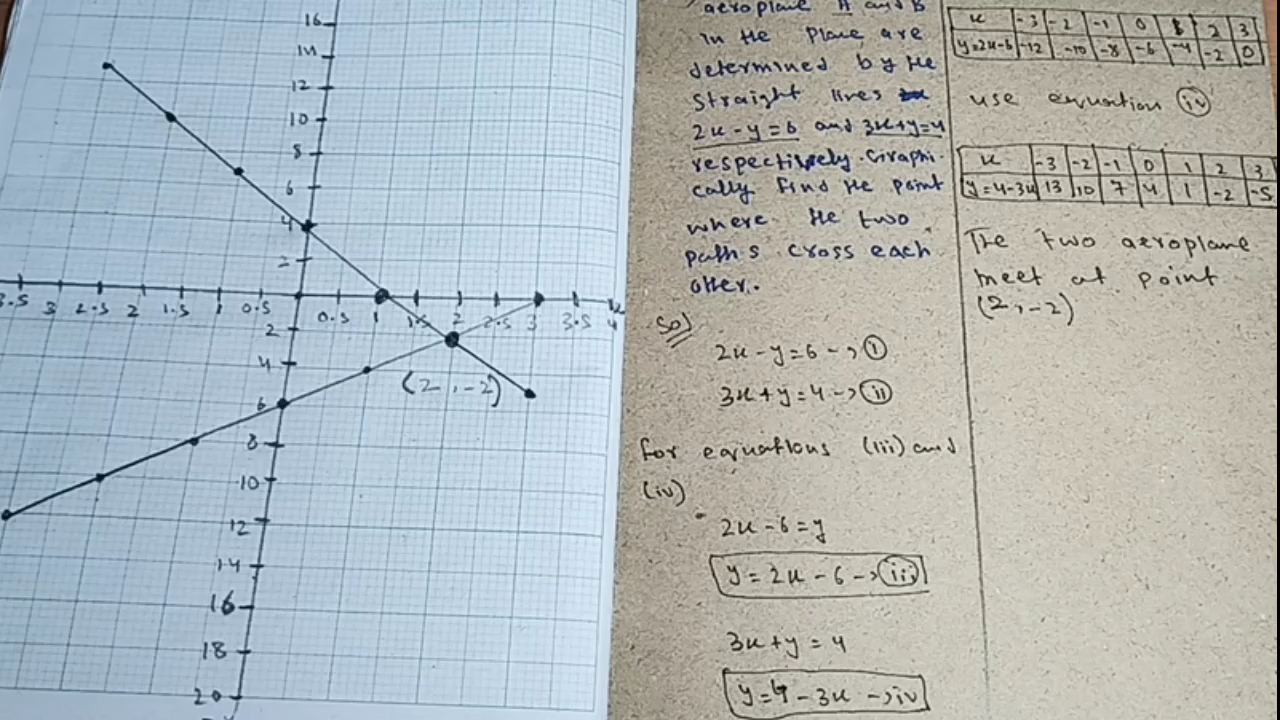 16
14
12
10
8
6
4
2
3.5 3 2.5 2 1.5 1 0.5 0.5 1 1.5 2 2.5 3 3.5 4
2
4
(2, -2)
6
8
10
12
14
16
18
20
aeroplane A and B
in the plane are
determined by the
straight lines
2x - y = 6 and 3x+y=4
respectively. Graphi-
cally find the point
where the two
paths cross each
other.
Sol
2x - y = 6 -> (i)
3x + y = 4 -> (ii)
for equations (iii) and
(iv)
2x - 6 = y
y = 2x - 6 -> (iii)
3x + y = 4
y = 4 - 3x -> iv
x -3 -2 -1 0 1 2 3
y=2x-6 -12 -10 -8 -6 -4 -2 0
use equation (iv)
x -3 -2 -1 0 1 2 3
y=4-3x 13 10 7 4 1 -2 -5
The two aeroplane
meet at point
(2, -2)